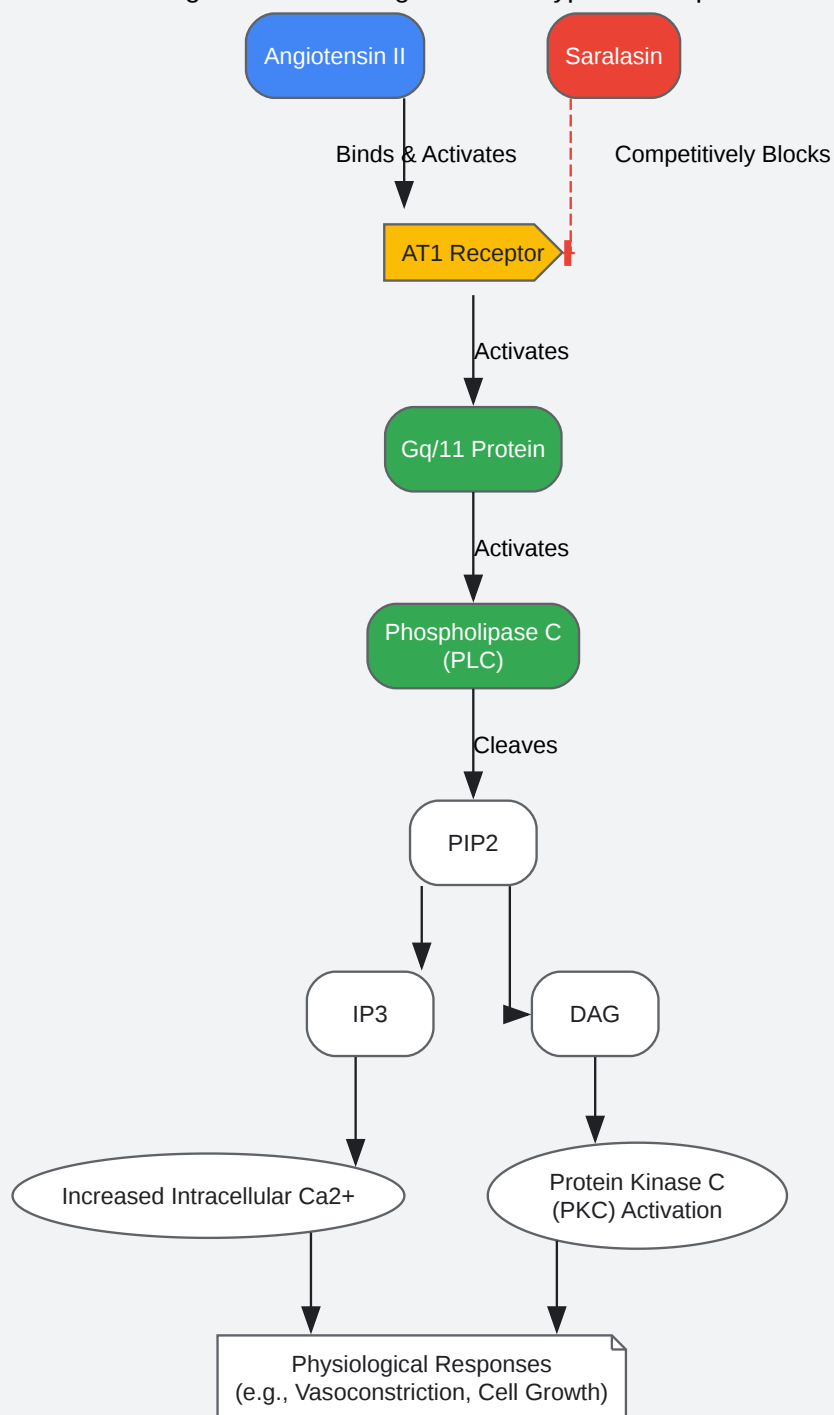 Angiotensin II
Saralasin
Binds & Activates
Competitively Blocks
AT1 Receptor
Activates
Gq/11 Protein
Activates
Phospholipase C
(PLC)
Cleaves
PIP2
IP3
DAG
Increased Intracellular Ca2+
Protein Kinase C
(PKC) Activation
Physiological Responses
(e.g., Vasoconstriction, Cell Growth)